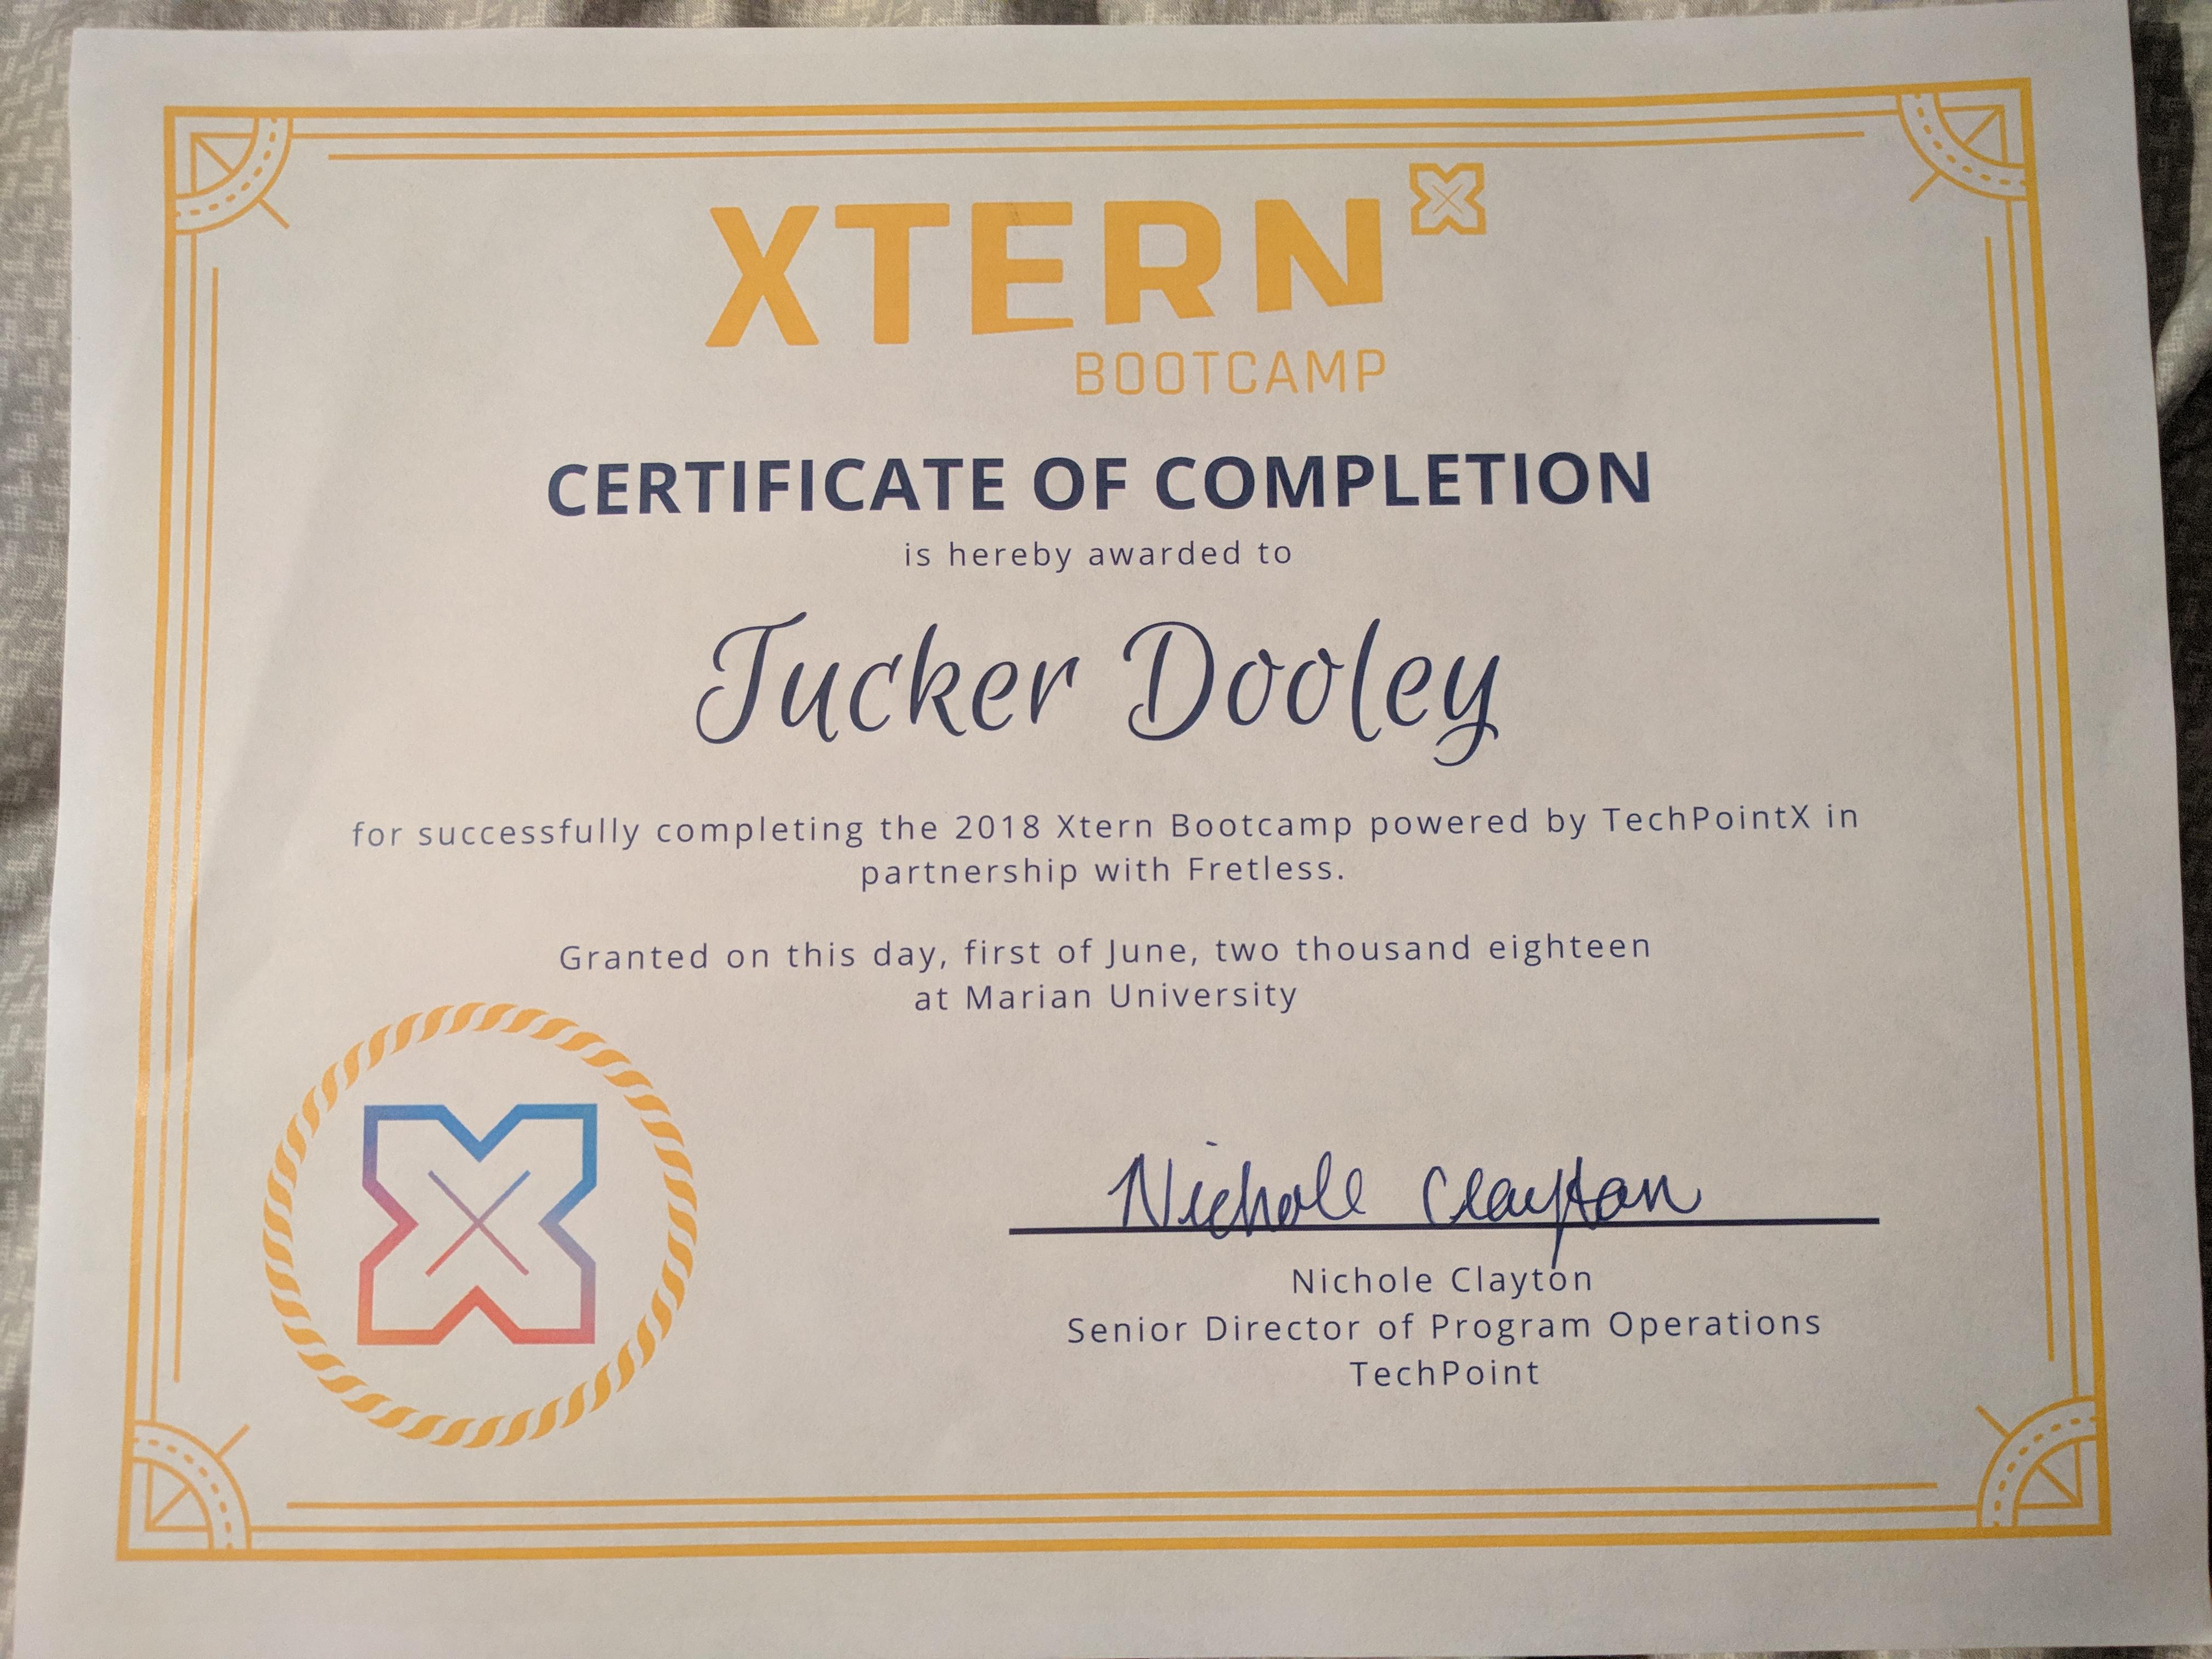 XTERN
BOOTCAMP
CERTIFICATE OF COMPLETION
is hereby awarded to
Tucker Dooley
for successfully completing the 2018 Xtern Bootcamp powered by TechPointX in
partnership with Fretless.
Granted on this day, first of June, two thousand eighteen
at Marian University
Nichole Clayton
Nichole Clayton
Senior Director of Program Operations
TechPoint